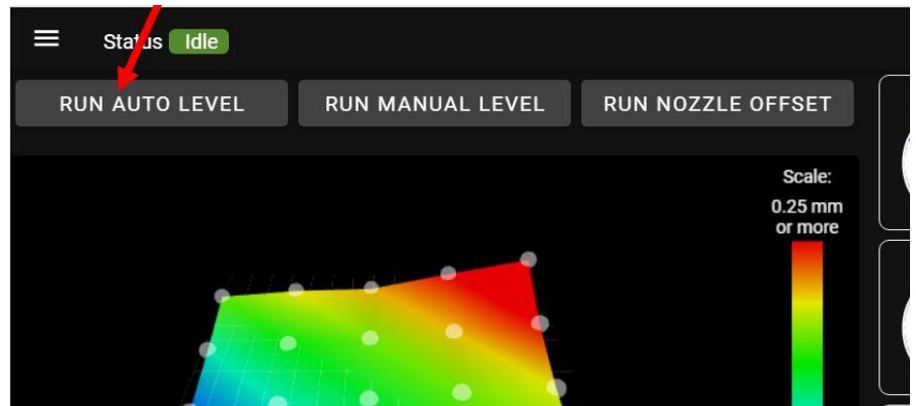 Status Idle
RUN AUTO LEVEL RUN MANUAL LEVEL RUN NOZZLE OFFSET
Scale:
0.25 mm
or more